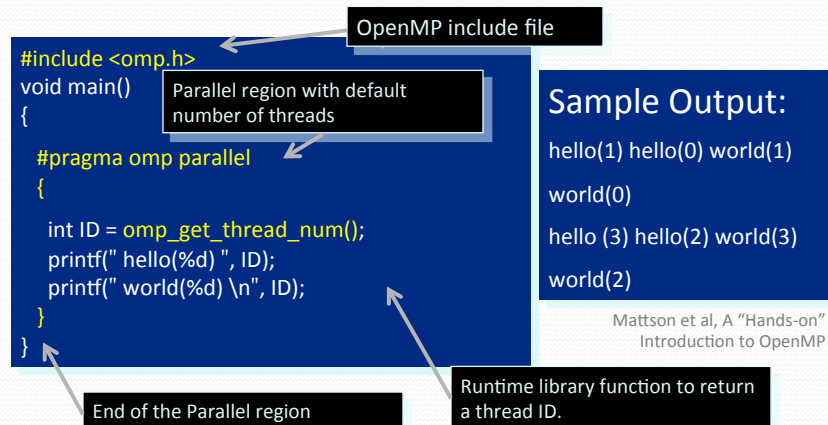 OpenMP include file
#include <omp.h>
void main()
{
Parallel region with default
number of threads
#pragma omp parallel
{
int ID = omp_get_thread_num();
printf(" hello(%d) ", ID);
printf(" world(%d) \n", ID);
}
}
End of the Parallel region
Runtime library function to return
a thread ID.
Sample Output:
hello(1) hello(0) world(1)
world(0)
hello (3) hello(2) world(3)
world(2)
Mattson et al, A “Hands-on”
Introduction to OpenMP